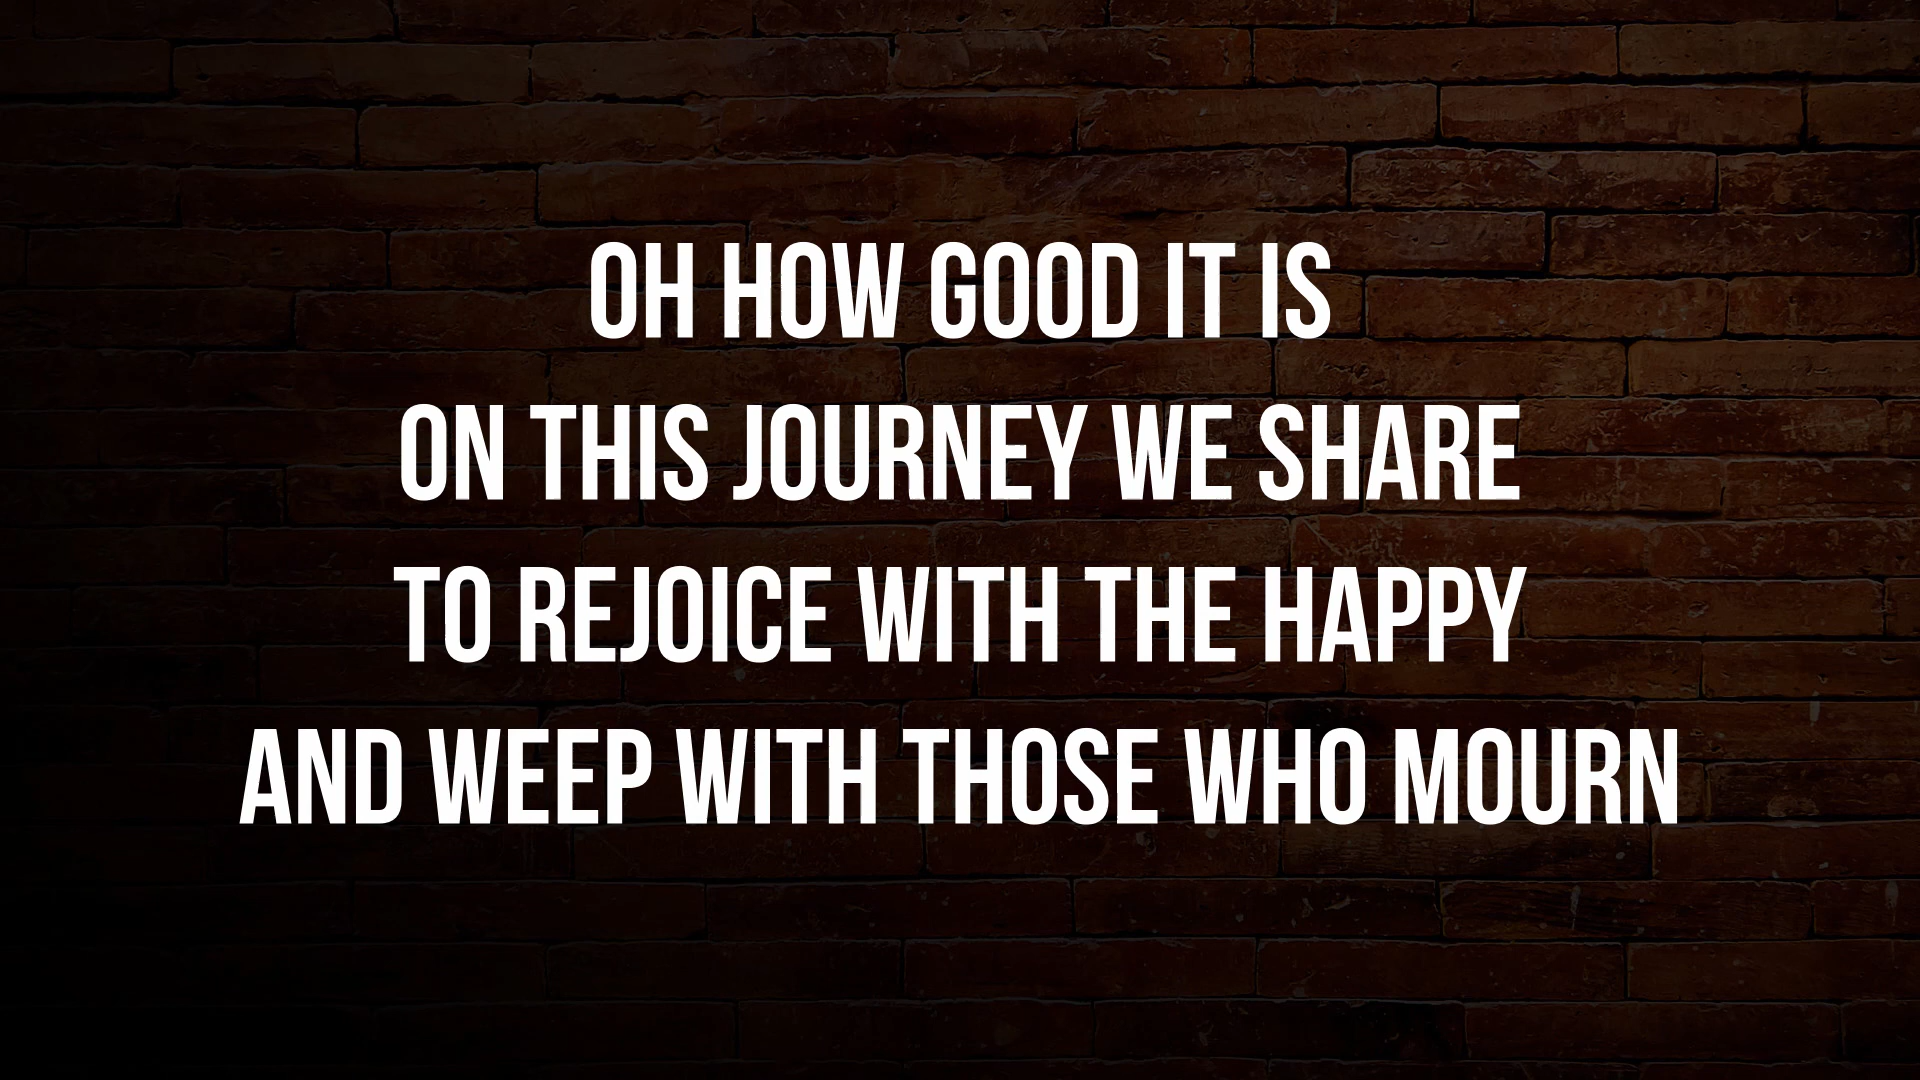 OH HOW GOOD IT IS
ON THIS JOURNEY WE SHARE
TO REJOICE WITH THE HAPPY
AND WEEP WITH THOSE WHO MOURN